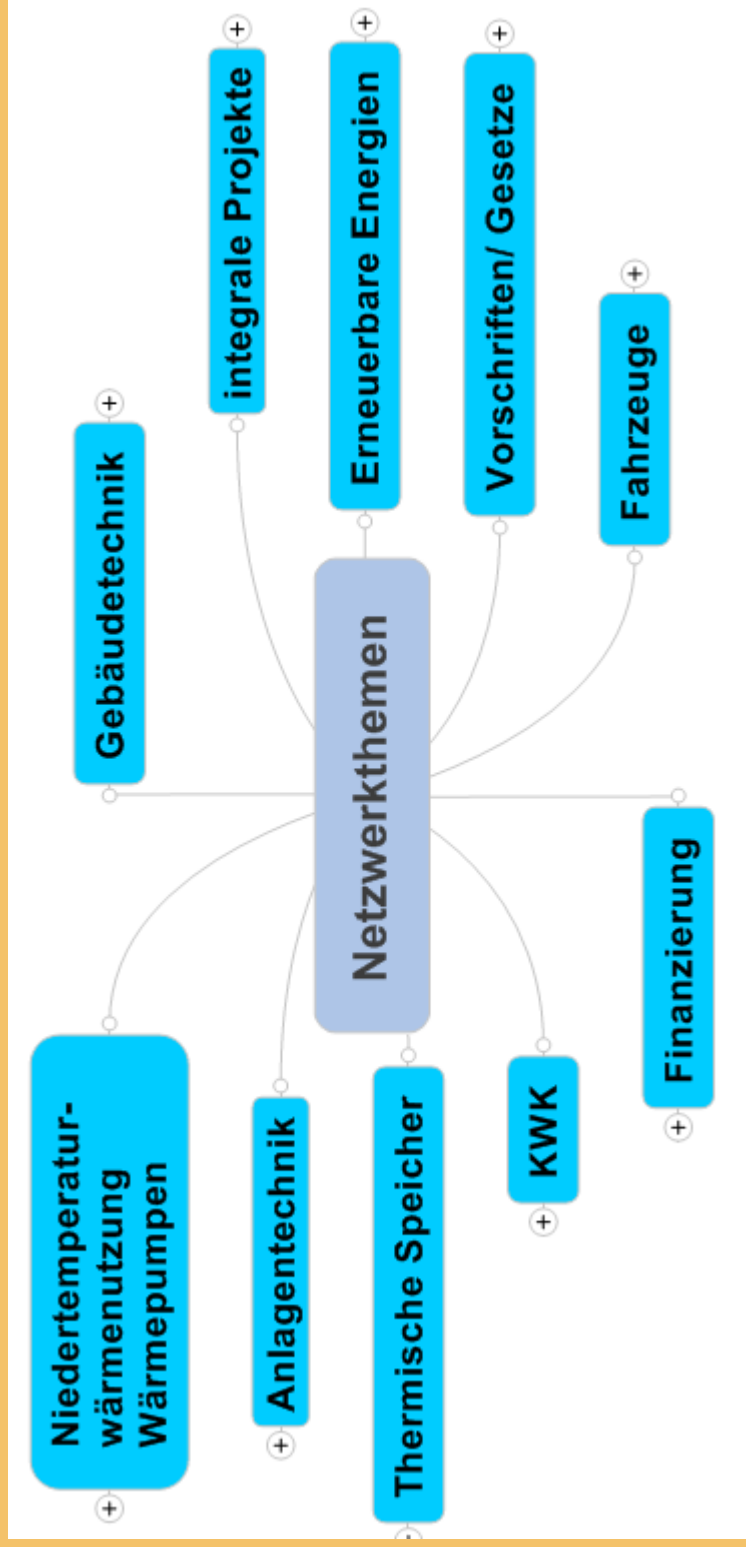 Niedertemperatur-
wärmenutzung
Wärmepumpen
Anlagentechnik
Thermische Speicher
KWK
Finanzierung
Netzwerkthemen
Gebäudetechnik
integrale Projekte
Erneuerbare Energien
Vorschriften/ Gesetze
Fahrzeuge